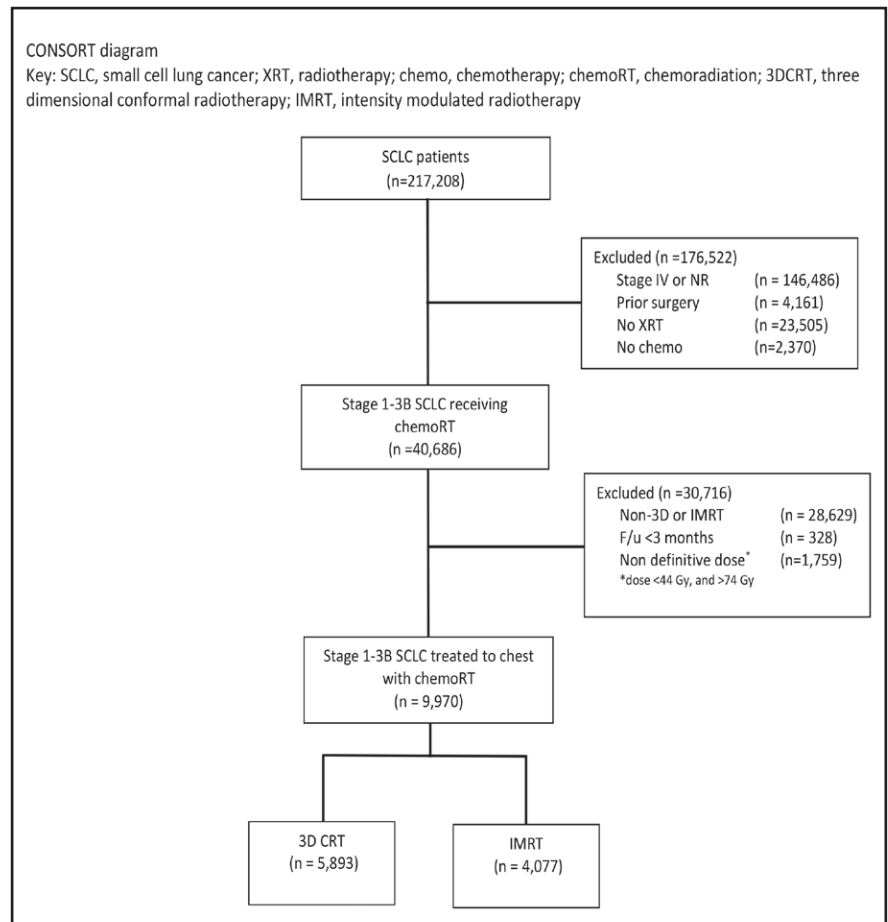 CONSORT diagram
Key: SCLC, small cell lung cancer; XRT, radiotherapy; chemo, chemotherapy; chemoRT, chemoradiation; 3DCRT, three
dimensional conformal radiotherapy; IMRT, intensity modulated radiotherapy
SCLC patients
(n=217,208)
Excluded (n =176,522)
Stage IV or NR (n = 146,486)
Prior surgery (n = 4,161)
No XRT (n =23,505)
No chemo (n=2,370)
Stage 1-3B SCLC receiving
chemoRT
(n =40,686)
Excluded (n =30,716)
Non-3D or IMRT (n = 28,629)
F/u <3 months (n = 328)
Non definitive dose* (n=1,759)
*dose <44 Gy, and >74 Gy
Stage 1-3B SCLC treated to chest
with chemoRT
(n = 9,970)
3D CRT
(n = 5,893)
IMRT
(n = 4,077)